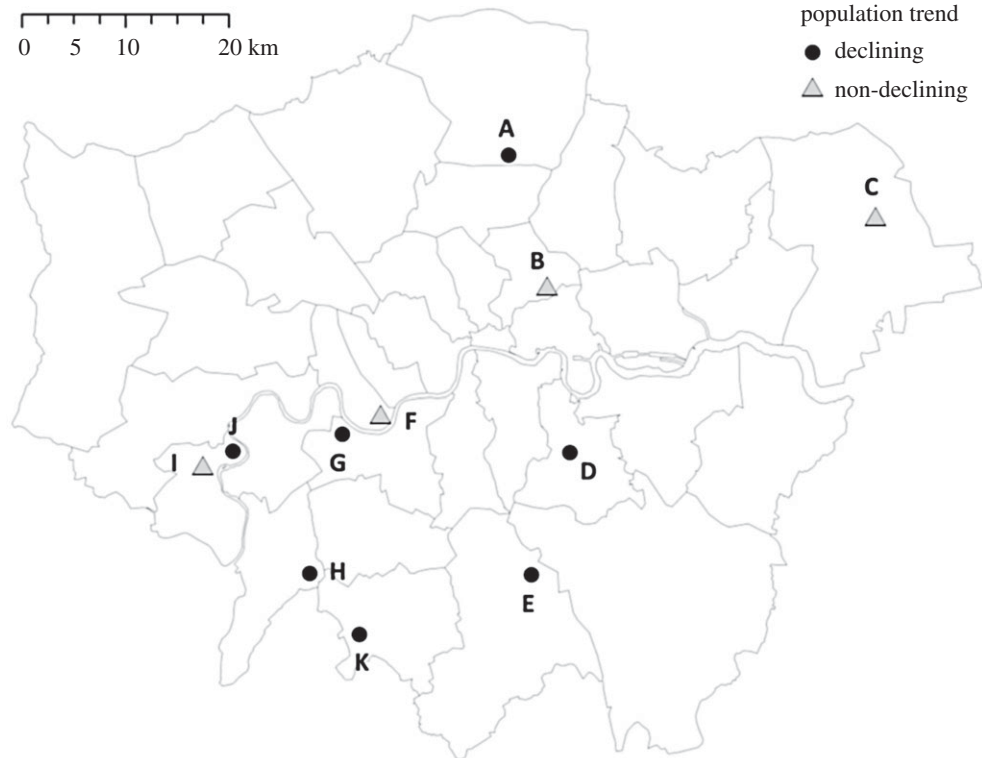 population trend
0 5 10 20 km
declining
non-declining
A
C
B
J
F
I
G
D
H
E
K